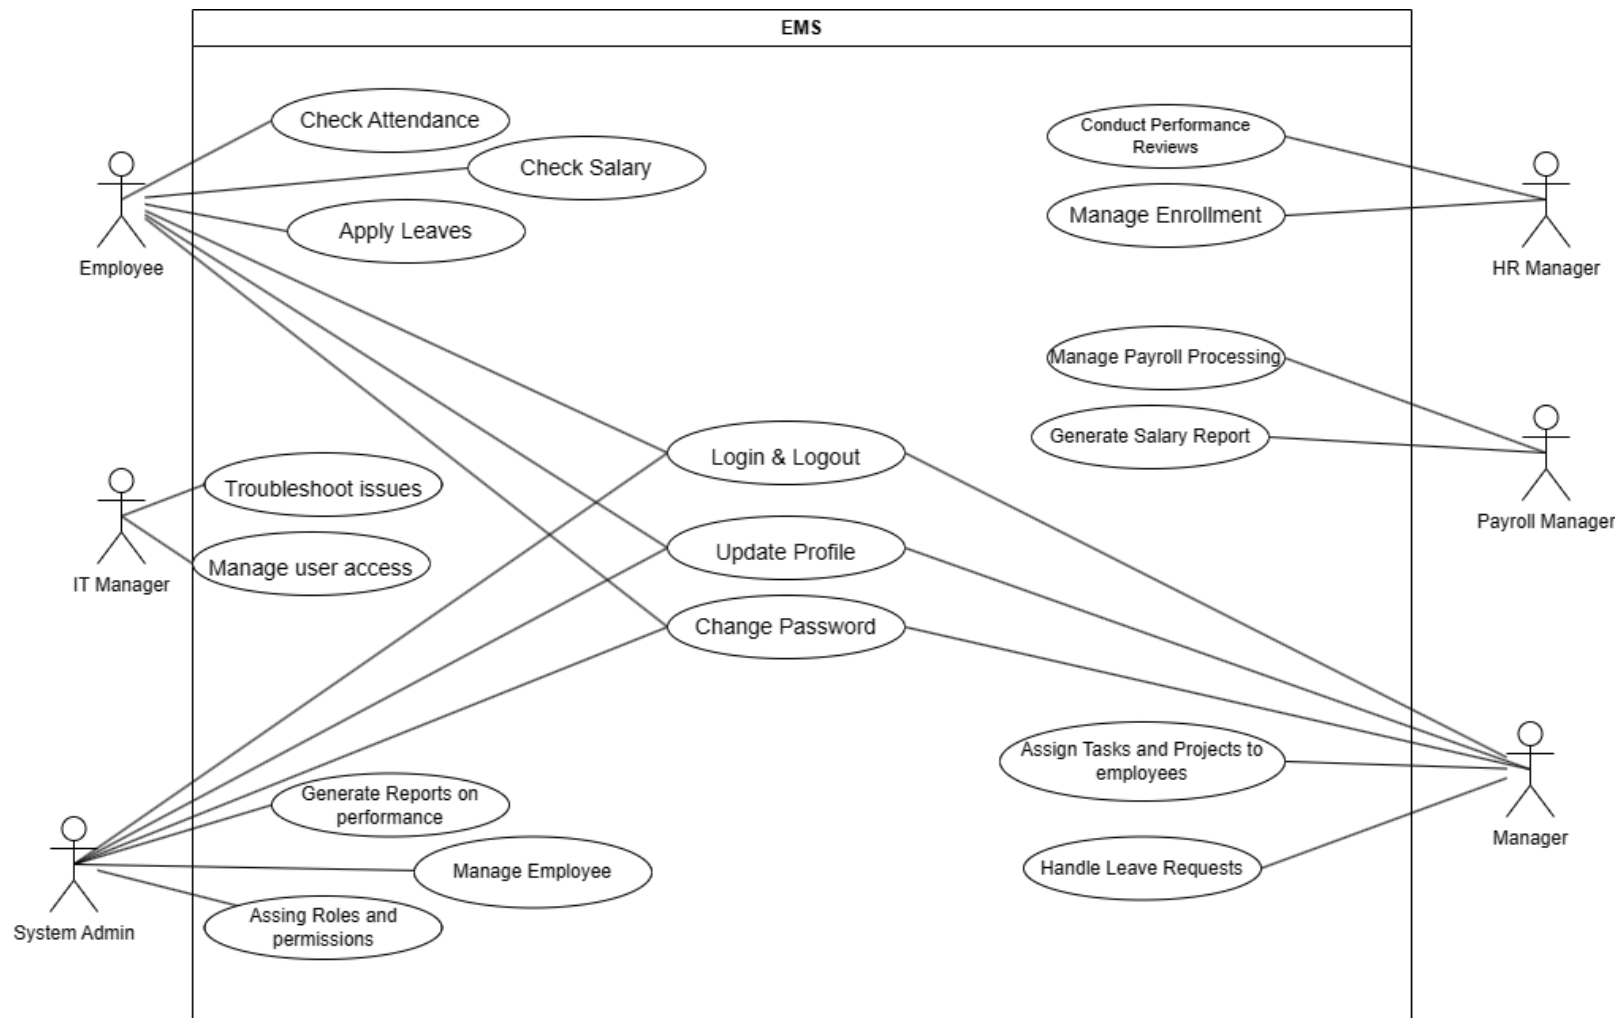 EMS
Check Attendance
Check Salary
Apply Leaves
Employee
Conduct Performance
Reviews
Manage Enrollment
HR Manager
Manage Payroll Processing
Generate Salary Report
Payroll Manager
Troubleshoot issues
Manage user access
IT Manager
Login & Logout
Update Profile
Change Password
Generate Reports on
performance
Manage Employee
Assing Roles and
permissions
System Admin
Assign Tasks and Projects to
employees
Handle Leave Requests
Manager